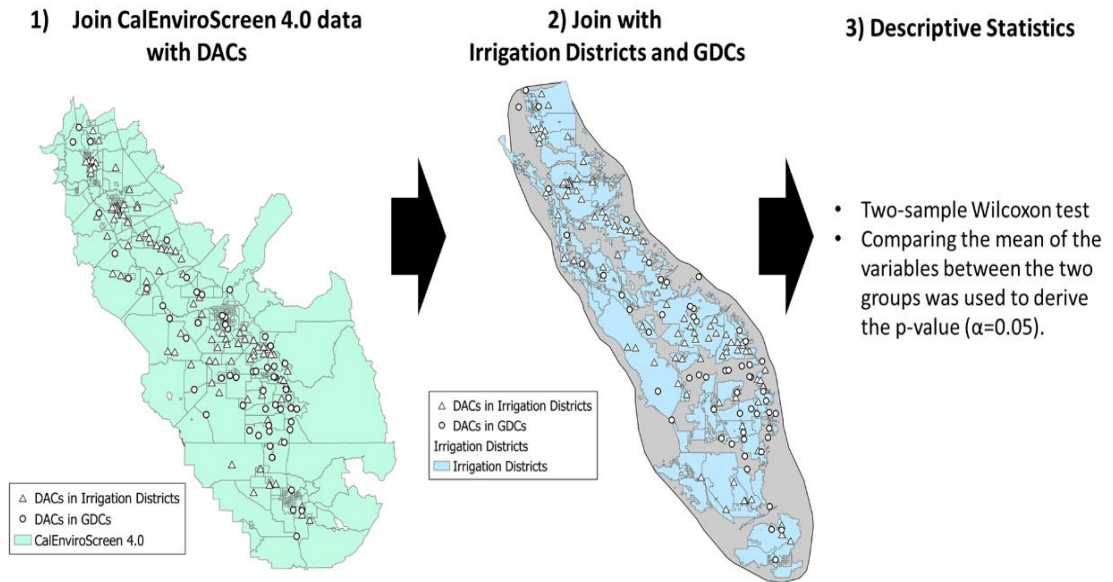 1) Join CalEnviroScreen 4.0 data
with DACs
2) Join with
Irrigation Districts and GDCs
3) Descriptive Statistics
△ DACs in Irrigation Districts
○ DACs in GDCs
CalEnviroScreen 4.0
△ DACs in Irrigation Districts
○ DACs in GDCs
Irrigation Districts
Irrigation Districts
• Two-sample Wilcoxon test
• Comparing the mean of the
variables between the two
groups was used to derive
the p-value (α=0.05).